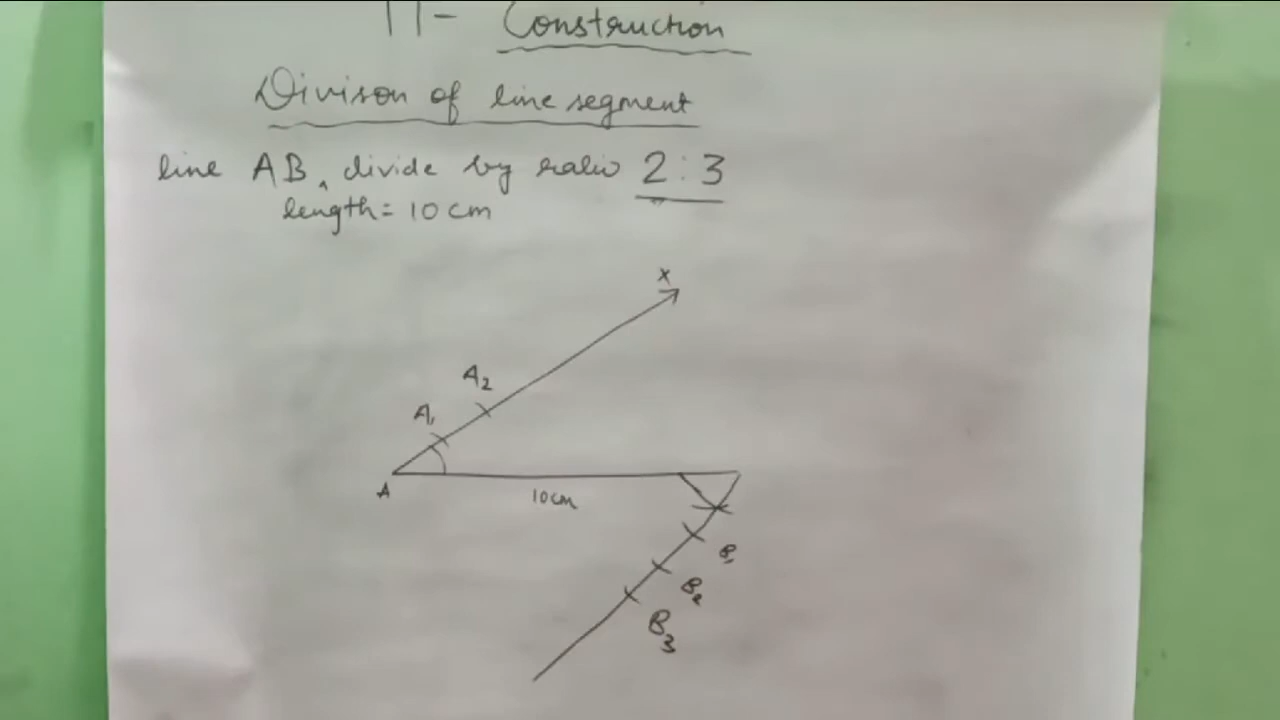 11- Construction
Divison of line segment
line AB, divide by ratio 2:3
length = 10 cm
X
A₂
A₁
A
10cm
B₁
B₂
B₃